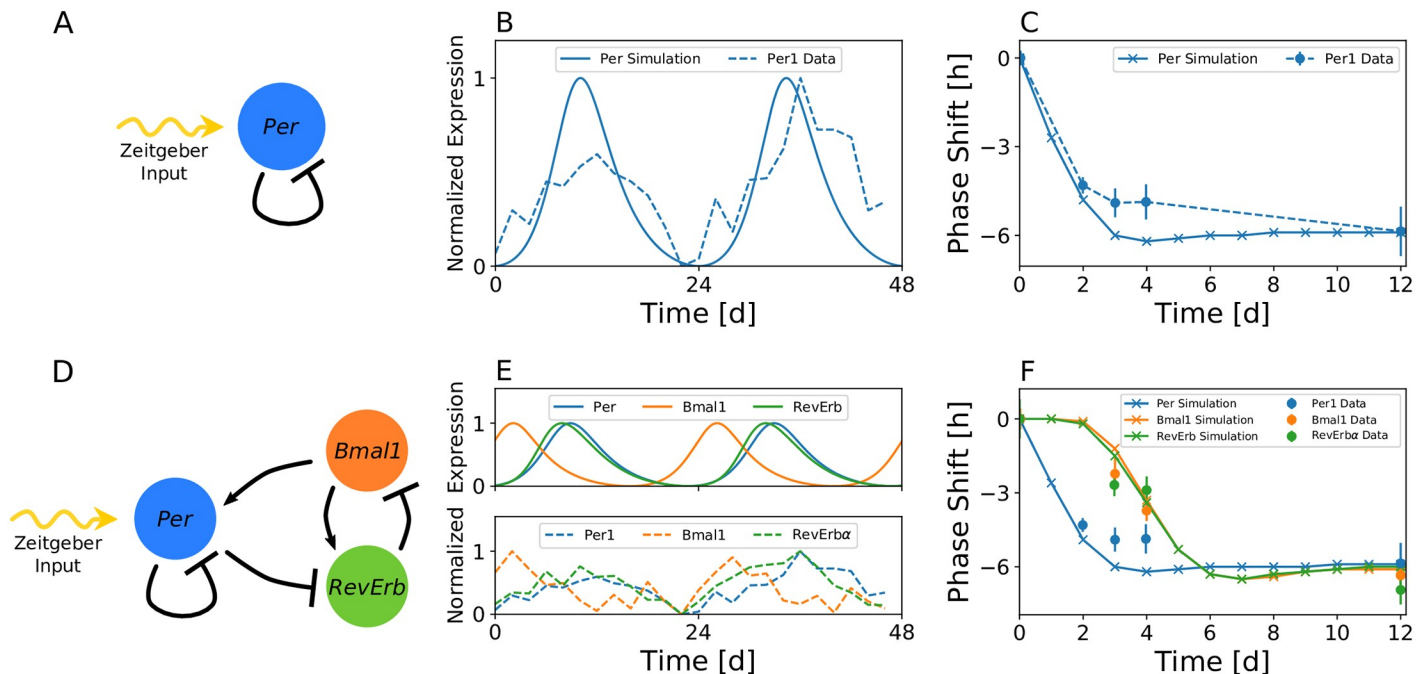 A
Per
Zeitgeber
Input
B
Normalized Expression
Per Simulation
Per1 Data
1
0
0
24
48
Time [d]
C
Phase Shift [h]
Per Simulation
Per1 Data
0
−3
−6
0
2
4
6
8
10
12
Time [d]
D
Per
Zeitgeber
Input
Bmal1
RevErb
E
Normalized Expression
Per
Bmal1
RevErb
1
0
Per1
Bmal1
RevErbα
1
0
0
24
48
Time [d]
F
Phase Shift [h]
Per Simulation
Bmal1 Simulation
RevErb Simulation
Per1 Data
Bmal1 Data
RevErbα Data
0
−3
−6
0
2
4
6
8
10
12
Time [d]